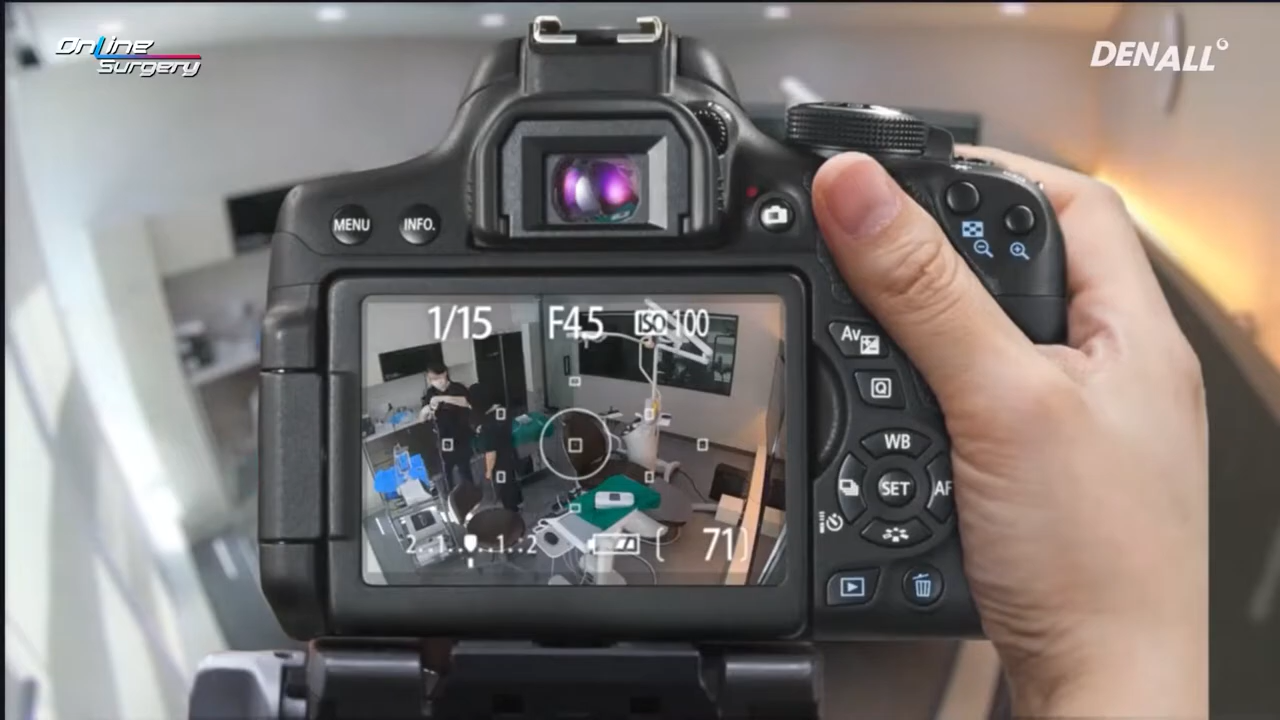 OnLine
Surgery
DENALL
MENU
INFO.
1/15 F4.5 ISO 100
Av
Q
WB
SET
AF
2..1..▼..1.:2 [ 71]